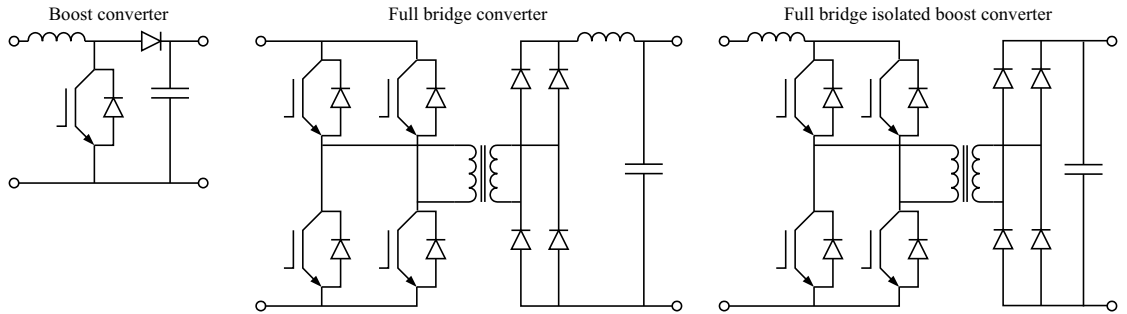 Boost converter
Full bridge converter
Full bridge isolated boost converter